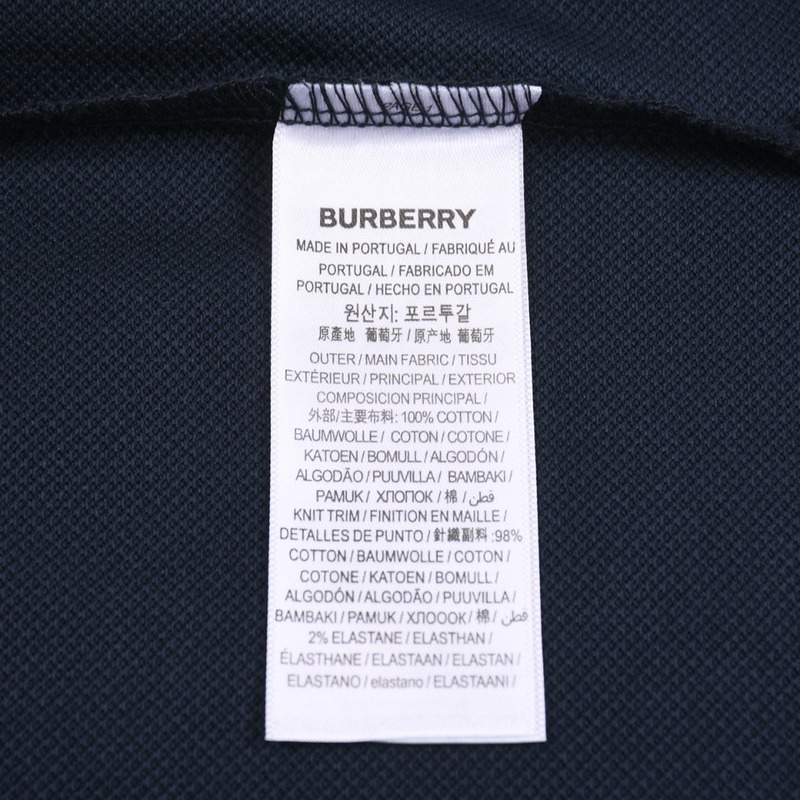 BURBERRY
MADE IN PORTUGAL / FABRIQUÉ AU
PORTUGAL / FABRICADO EM
PORTUGAL / HECHO EN PORTUGAL
원산지: 포르투갈
原產地 葡萄牙 / 原产地 葡萄牙
OUTER / MAIN FABRIC / TISSU
EXTÉRIEUR / PRINCIPAL / EXTERIOR
COMPOSICION PRINCIPAL /
外部/主要布料: 100% COTTON /
BAUMWOLLE / COTON / COTONE /
KATOEN / BOMULL / ALGODÓN /
ALGODÃO / PUUVILLA / BAMBAKI /
PAMUK / ХЛОПОК / 棉 / قطن
KNIT TRIM / FINITION EN MAILLE /
DETALLES DE PUNTO / 針織副料 :98%
COTTON / BAUMWOLLE / COTON /
COTONE / KATOEN / BOMULL /
ALGODÓN / ALGODÃO / PUUVILLA /
BAMBAKI / PAMUK / ХЛОООК / 棉 / قطن
2% ELASTANE / ELASTHAN /
ÉLASTHANE / ELASTAAN / ELASTAN /
ELASTANO / elastano / ELASTAANI /